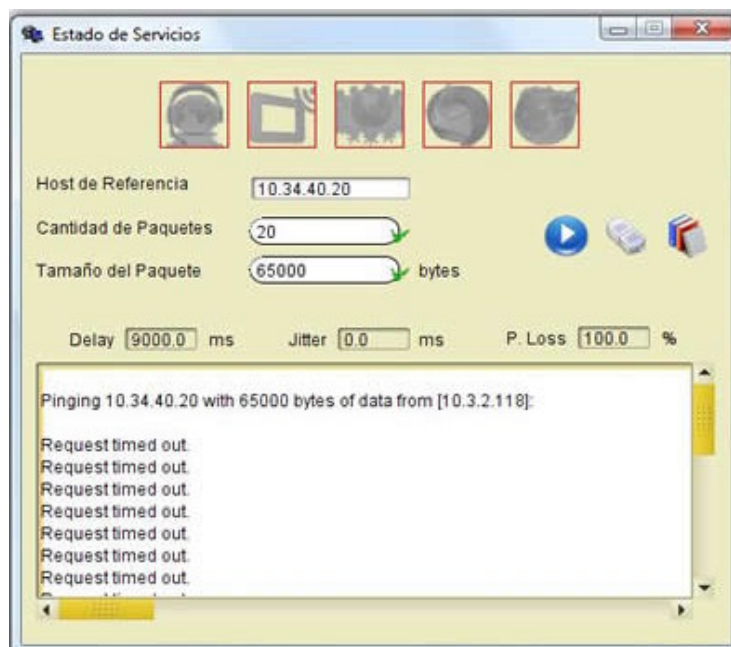 Estado de Servicios
Host de Referencia 10.34.40.20
Cantidad de Paquetes 20
Tamaño del Paquete 65000 bytes
Delay 9000.0 ms Jitter 0.0 ms P. Loss 100.0 %
Pinging 10.34.40.20 with 65000 bytes of data from [10.3.2.118]:
Request timed out.
Request timed out.
Request timed out.
Request timed out.
Request timed out.
Request timed out.
Request timed out.